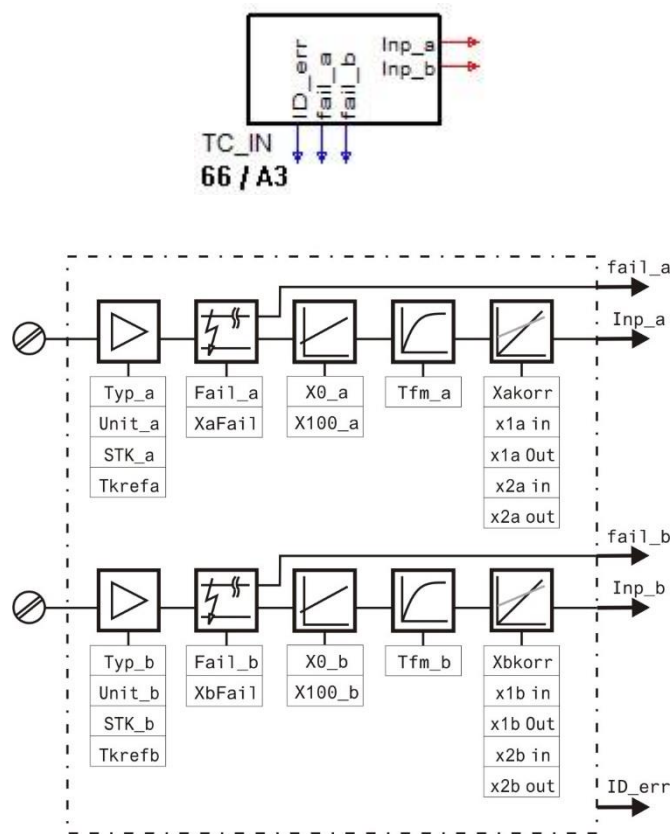 Inp_a
Inp_b
ID_err
fail_a
fail_b
TC_IN
66 / A3
fail_a
Inp_a
Typ_a
Unit_a
STK_a
Tkrefa
Fail_a
XaFail
X0_a
X100_a
Tfm_a
Xakorr
x1a in
x1a Out
x2a in
x2a out
fail_b
Inp_b
Typ_b
Unit_b
STK_b
Tkrefb
Fail_b
XbFail
X0_b
X100_b
Tfm_b
Xbkorr
x1b in
x1b Out
x2b in
x2b out
ID_err